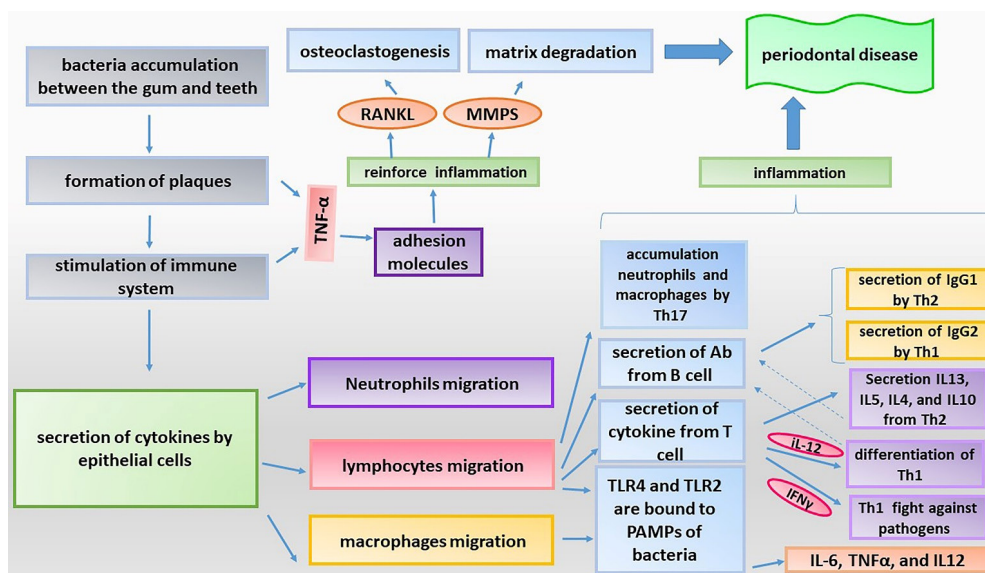 bacteria accumulation
between the gum and teeth
formation of plaques
stimulation of immune
system
secretion of cytokines by
epithelial cells
osteoclastogenesis
matrix degradation
periodontal disease
RANKL
MMPS
reinforce inflammation
TNF-α
adhesion
molecules
inflammation
Neutrophils migration
lymphocytes migration
macrophages migration
accumulation
neutrophils and
macrophages by
Th17
secretion of Ab
from B cell
secretion of
cytokine from T
cell
TLR4 and TLR2
are bound to
PAMPs of
bacteria
secretion of IgG1
by Th2
secretion of IgG2
by Th1
Secretion IL13,
IL5, IL4, and IL10
from Th2
iL-12
differentiation of
Th1
IFNγ
Th1 fight against
pathogens
IL-6, TNFα, and IL12